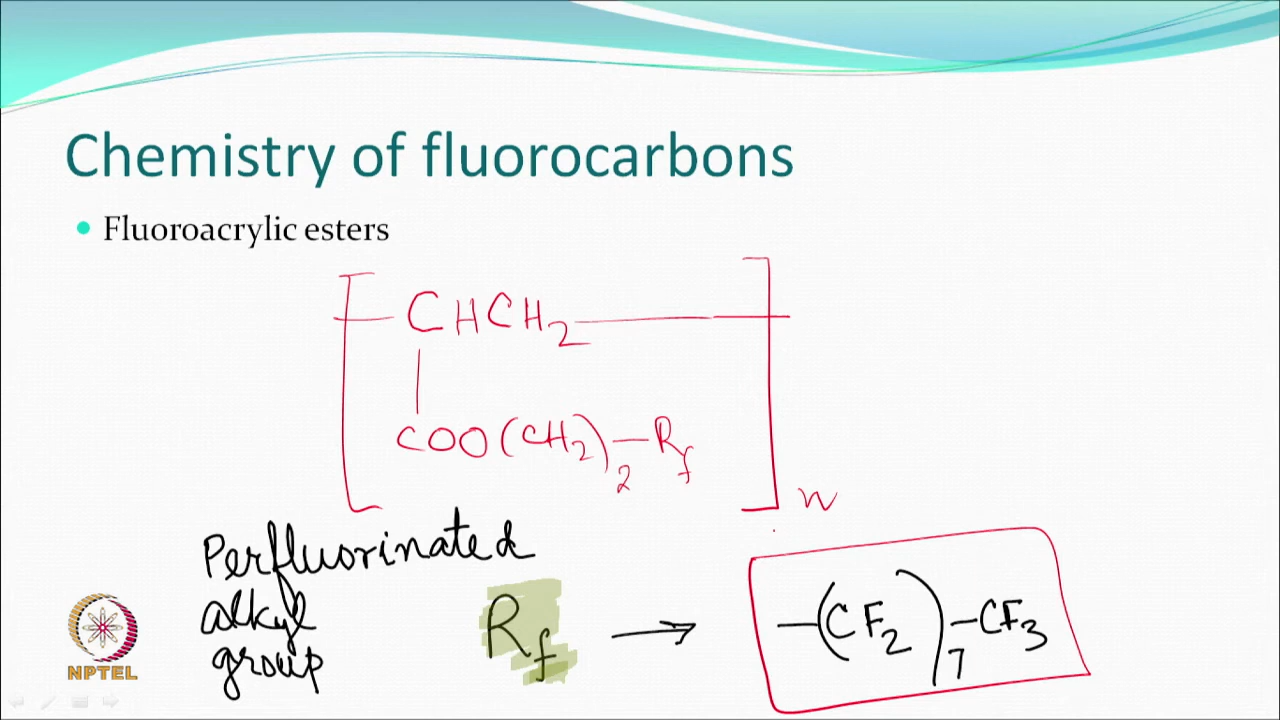 Chemistry of fluorocarbons
Fluoroacrylic esters
CHCH2
COO(CH2)2-Rf
n
Perfluorinated
alkyl
group
Rf → -(CF2)7-CF3
NPTEL